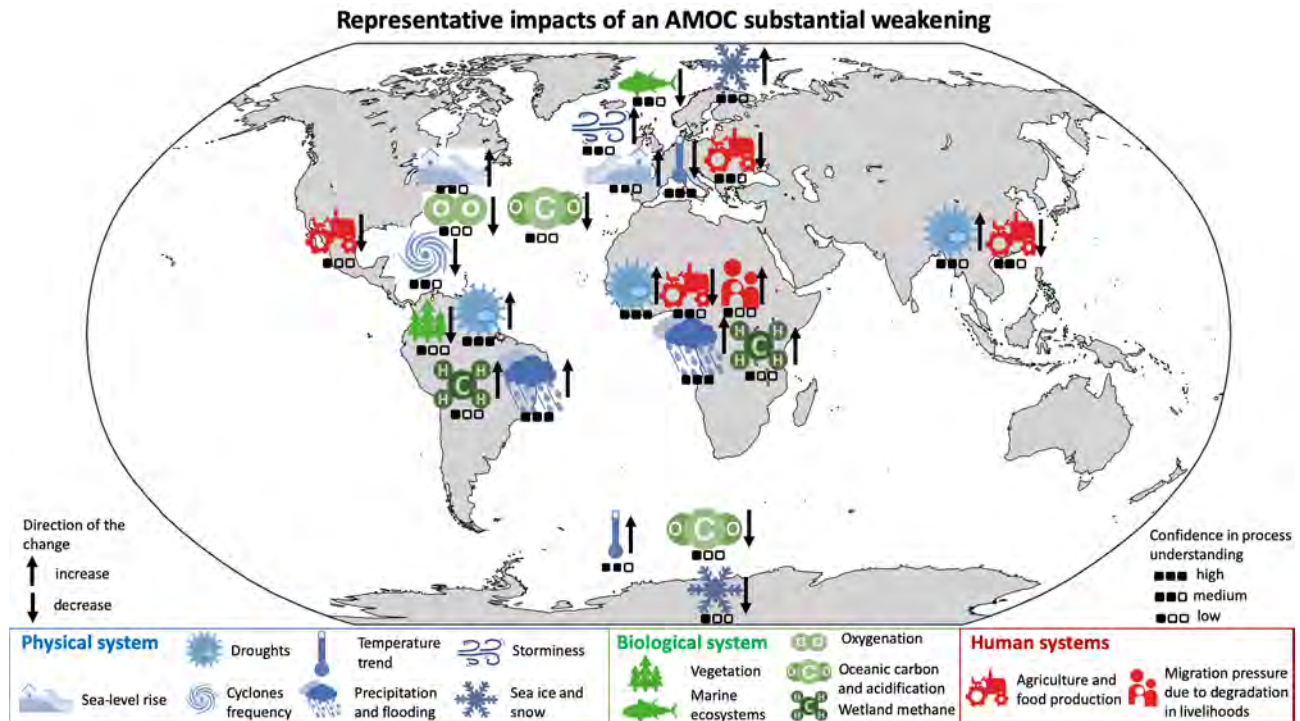 Representative impacts of an AMOC substantial weakening
O O
O C O
H H
C
H H
H H
C
H H
O C O
Direction of the
change
increase
decrease
Confidence in process
understanding
high
medium
low
Physical system
Droughts
Temperature
trend
Storminess
Sea-level rise
Cyclones
frequency
Precipitation
and flooding
Sea ice and
snow
Biological system
Vegetation
Marine
ecosystems
O O
Oxygenation
O C O
Oceanic carbon
and acidification
H H
C
H H
Wetland methane
Human systems
Agriculture and
food production
Migration pressure
due to degradation
in livelihoods